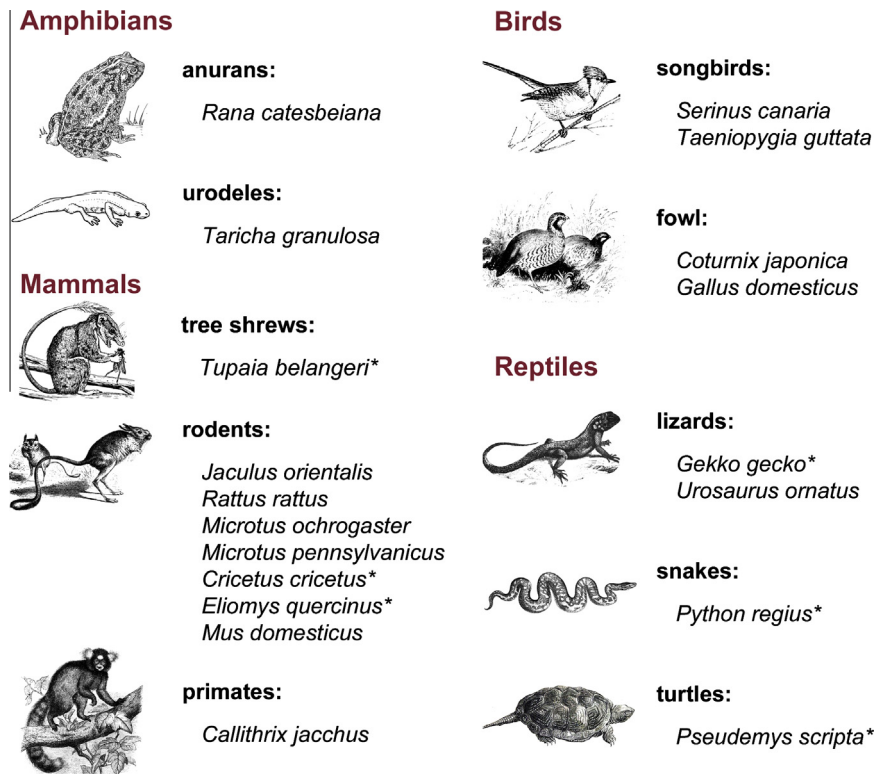 Amphibians
anurans:
Rana catesbeiana
urodeles:
Taricha granulosa
Mammals
tree shrews:
Tupaia belangeri*
rodents:
Jaculus orientalis
Rattus rattus
Microtus ochrogaster
Microtus pennsylvanicus
Cricetus cricetus*
Eliomys quercinus*
Mus domesticus
primates:
Callithrix jacchus
Birds
songbirds:
Serinus canaria
Taeniopygia guttata
fowl:
Coturnix japonica
Gallus domesticus
Reptiles
lizards:
Gekko gecko*
Urosaurus ornatus
snakes:
Python regius*
turtles:
Pseudemys scripta*